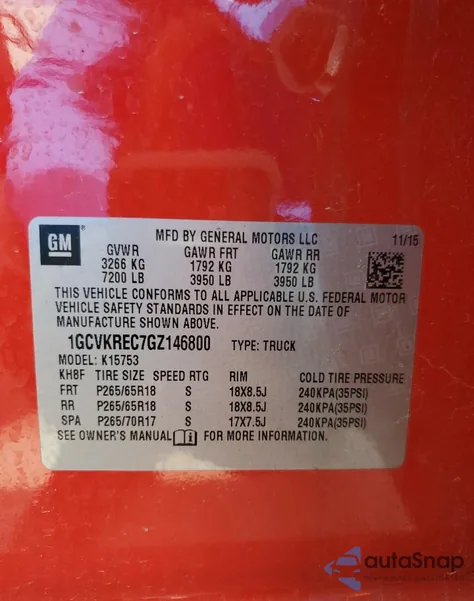 GM
MFD BY GENERAL MOTORS LLC 11/15
GVWR GAWR FRT GAWR RR
3266 KG 1792 KG 1792 KG
7200 LB 3950 LB 3950 LB
THIS VEHICLE CONFORMS TO ALL APPLICABLE U.S. FEDERAL MOTOR
VEHICLE SAFETY STANDARDS IN EFFECT ON THE DATE OF
MANUFACTURE SHOWN ABOVE.
1GCVKREC7GZ146800 TYPE: TRUCK
MODEL: K15753
KH8F TIRE SIZE SPEED RTG RIM COLD TIRE PRESSURE
FRT P265/65R18 S 18X8.5J 240KPA(35PSI)
RR P265/65R18 S 18X8.5J 240KPA(35PSI)
SPA P265/70R17 S 17X7.5J 240KPA(35PSI)
SEE OWNER'S MANUAL FOR MORE INFORMATION.
autaSnap